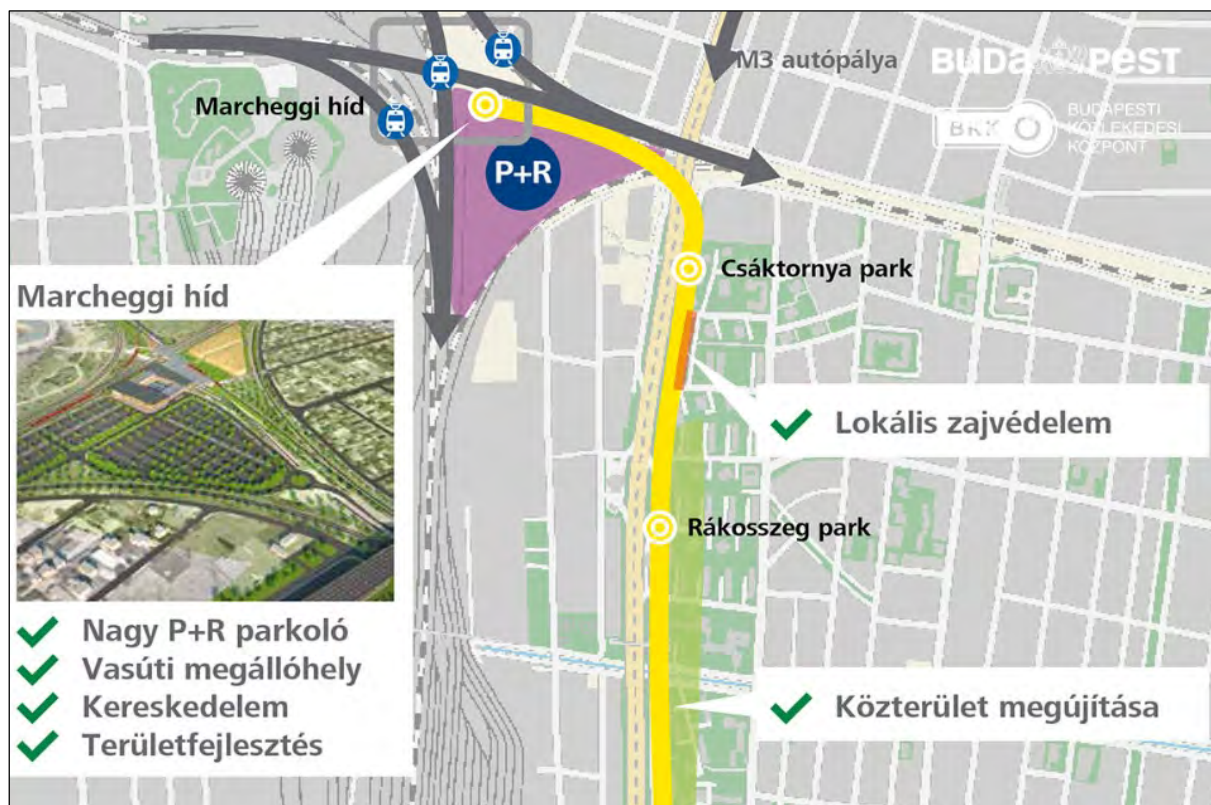 M3 autópálya
BUDAPEST
BKK
BUDAPESTI
KÖZLEKEDÉSI
KÖZPONT
Marcheggi híd
P+R
Csáktornya park
Marcheggi híd
Lokális zajvédelem
Rákosszeg park
Nagy P+R parkoló
Vasúti megállóhely
Kereskedelem
Területfejlesztés
Közterület megújítása